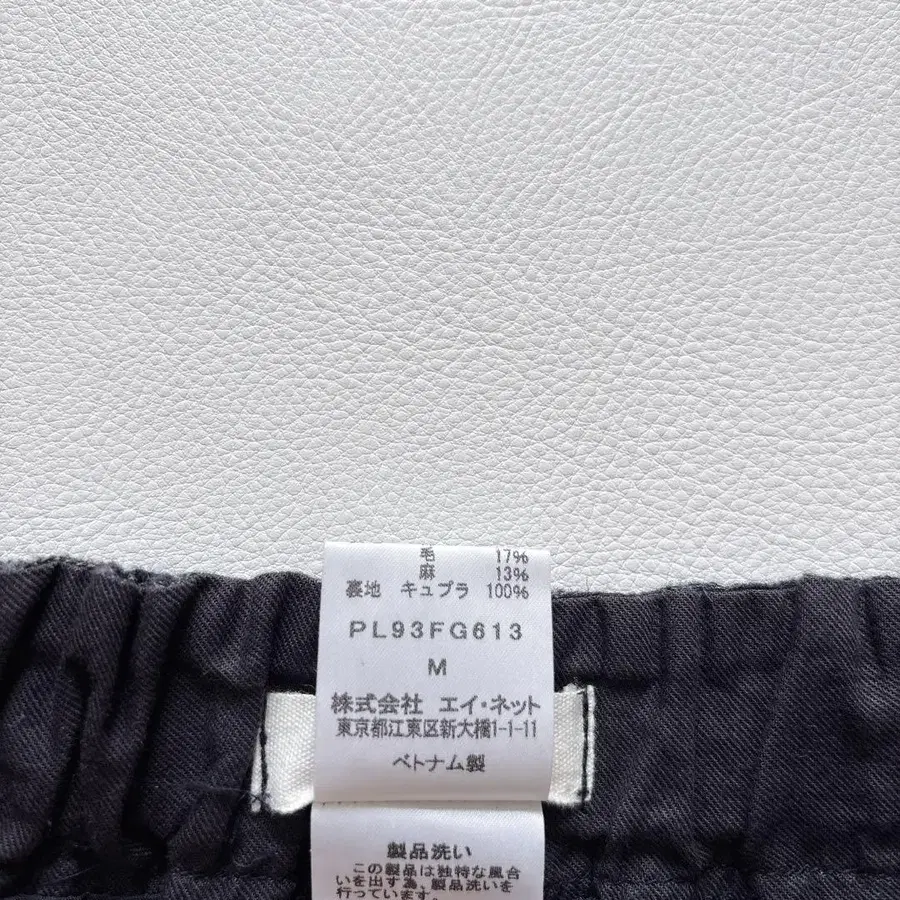 毛 17%
麻 13%
裏地 キュプラ 100%
PL93FG613
M
株式会社 エイ・ネット
東京都江東区新大橋1-1-11
ベトナム製
製品洗い
この製品は独特な風合
いを出す為、製品洗いを
行っています。